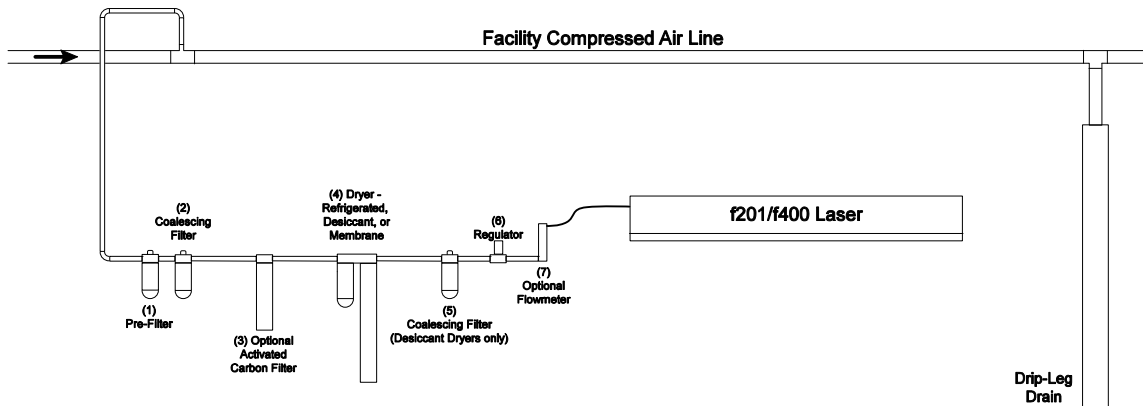 Facility Compressed Air Line
(4) Dryer -
Refrigerated,
Desiccant, or
Membrane
(2)
Coalescing
Filter
(6)
Regulator
f201/f400 Laser
(7)
Optional
Flowmeter
(1)
Pre-Filter
(3) Optional
Activated
Carbon Filter
(5)
Coalescing Filter
(Desiccant Dryers only)
Drip-Leg
Drain